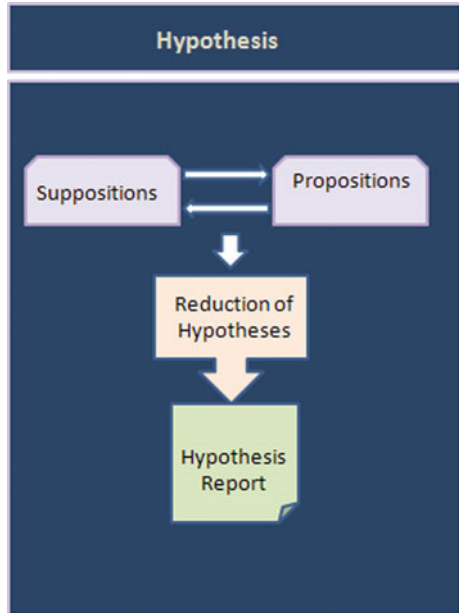 Hypothesis
Suppositions
Propositions
Reduction of
Hypotheses
Hypothesis
Report